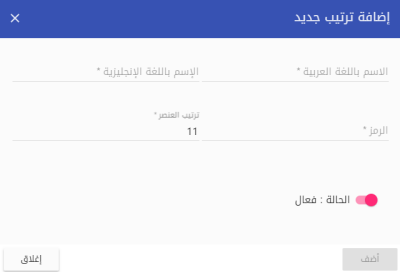 إضافة ترتيب جديد
الاسم باللغة العربية *
الإسم باللغة الإنجليزية *
الرمز *
ترتيب العنصر *
11
الحالة : فعال
أضف
إغلاق